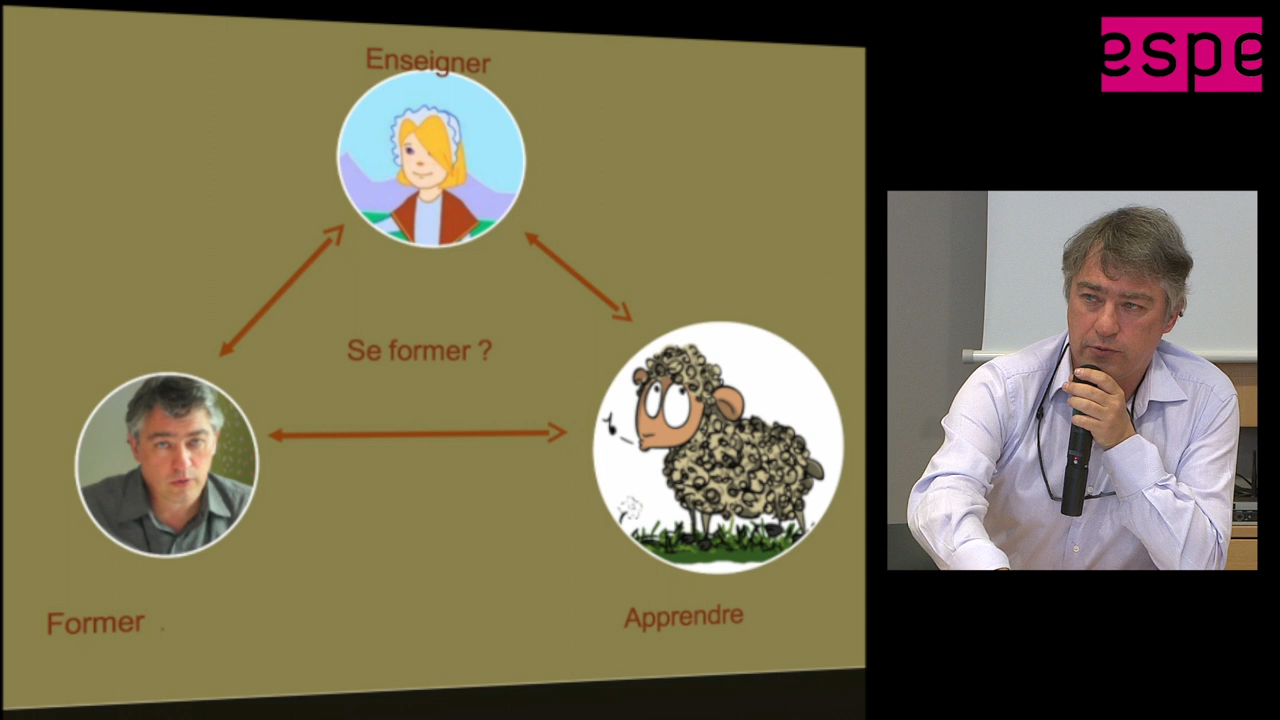 espe
Enseigner
Se former ?
Former .
Apprendre